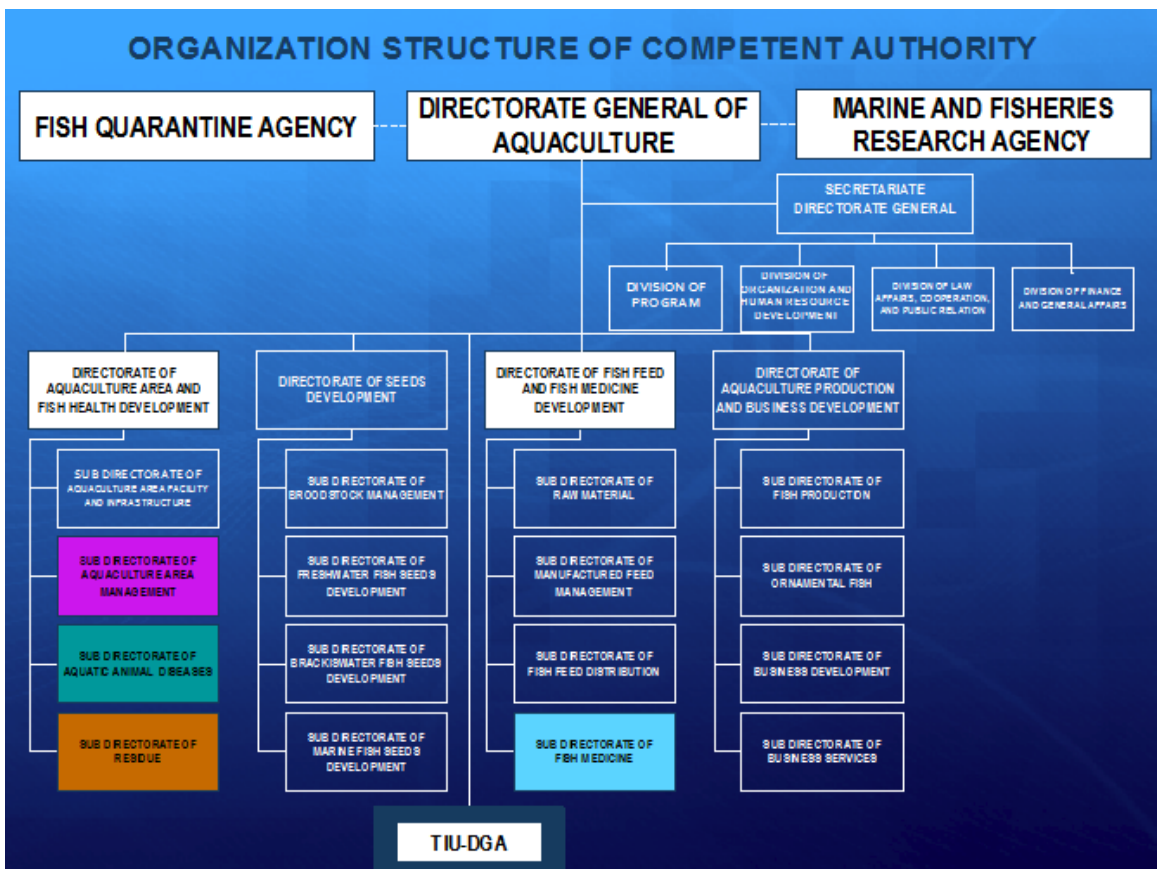 ORGANIZATION STRUCTURE OF COMPETENT AUTHORITY
FISH QUARANTINE AGENCY
DIRECTORATE GENERAL OF
AQUACULTURE
MARINE AND FISHERIES
RESEARCH AGENCY
SECRETARIATE
DIRECTORATE GENERAL
DIVISION OF
PROGRAM
DIVISION OF
ORGANIZATION AND
HUMAN RESOURCE
DEVELOPMENT
DIVISION OF LAW
AFFAIRS, COOPERATION,
AND PUBLIC RELATION
DIVISION OF FINANCE
AND GENERAL AFFAIRS
DIRECTORATE OF
AQUACULTURE AREA AND
FISH HEALTH DEVELOPMENT
DIRECTORATE OF SEEDS
DEVELOPMENT
DIRECTORATE OF FISH FEED
AND FISH MEDICINE
DEVELOPMENT
DIRECTORATE OF
AQUACULTURE PRODUCTION
AND BUSINESS DEVELOPMENT
SUB DIRECTORATE OF
AQUACULTURE AREA FACILITY
AND INFRASTRUCTURE
SUB DIRECTORATE OF
BROODSTOCK MANAGEMENT
SUB DIRECTORATE OF
RAW MATERIAL
SUB DIRECTORATE OF
FISH PRODUCTION
SUB DIRECTORATE OF
AQUACULTURE AREA
MANAGEMENT
SUB DIRECTORATE OF
FRESHWATER FISH SEEDS
DEVELOPMENT
SUB DIRECTORATE OF
MANUFACTURED FEED
MANAGEMENT
SUB DIRECTORATE OF
ORNAMENTAL FISH
SUB DIRECTORATE OF
AQUATIC ANIMAL DISEASES
SUB DIRECTORATE OF
BRACKISWATER FISH SEEDS
DEVELOPMENT
SUB DIRECTORATE OF
FISH FEED DISTRIBUTION
SUB DIRECTORATE OF
BUSINESS DEVELOPMENT
SUB DIRECTORATE OF
RESIDUE
SUB DIRECTORATE OF
MARINE FISH SEEDS
DEVELOPMENT
SUB DIRECTORATE OF
FISH MEDICINE
SUB DIRECTORATE OF
BUSINESS SERVICES
TIU-DGA